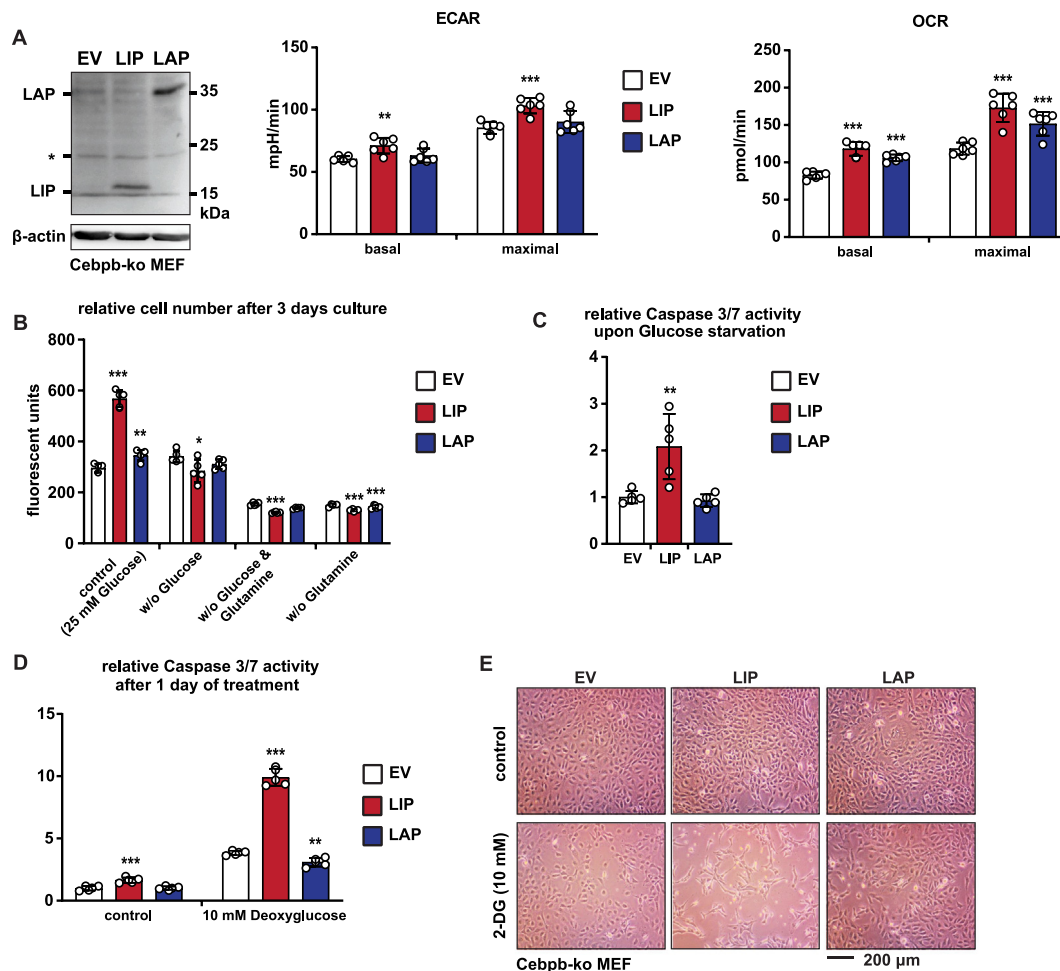 A
EV LIP LAP
LAP
*
LIP
35
25
15
kDa
β-actin
Cebpb-ko MEF
ECAR
mpH/min
150
100
50
0
**
***
basal
maximal
EV
LIP
LAP
OCR
pmol/min
200
150
100
50
0
***
***
***
***
basal
maximal
B
relative cell number after 3 days culture
fluorescent units
800
600
400
200
0
***
**
*
***
***
***
control
(25 mM Glucose)
w/o Glucose
w/o Glucose &
Glutamine
w/o Glutamine
EV
LIP
LAP
C
relative Caspase 3/7 activity
upon Glucose starvation
4
3
2
1
0
**
EV
LIP
LAP
EV
LIP
LAP
D
relative Caspase 3/7 activity
after 1 day of treatment
15
10
5
0
***
***
**
control
10 mM Deoxyglucose
EV
LIP
LAP
E
EV
LIP
LAP
control
2-DG (10 mM)
Cebpb-ko MEF
200 µm